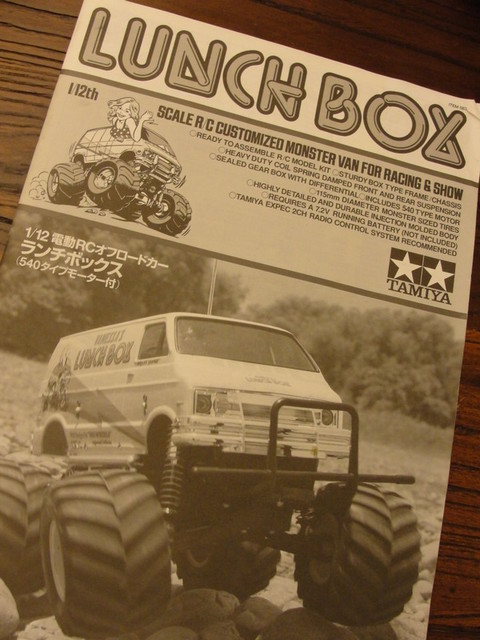 LUNCH BOX
1/12th
SCALE R/C CUSTOMIZED MONSTER VAN FOR RACING & SHOW
○READY TO ASSEMBLE R/C MODEL KIT ○STURDY BOX TYPE FRAME/CHASSIS
○HEAVY DUTY COIL SPRING DAMPED FRONT AND REAR SUSPENSION
○SEALED GEAR BOX WITH DIFFERENTIAL. INCLUDES 540 TYPE MOTOR
○115mm DIAMETER MONSTER SIZED TIRES
○HIGHLY DETAILED AND DURABLE INJECTION MOLDED BODY
○REQUIRES A 7.2V RUNNING BATTERY (NOT INCLUDED)
○TAMIYA EXPEC 2CH RADIO CONTROL SYSTEM RECOMMENDED
1/12 電動RCオフロードカー
ランチボックス
(540タイプモーター付)
TAMIYA
LUNCH BOX